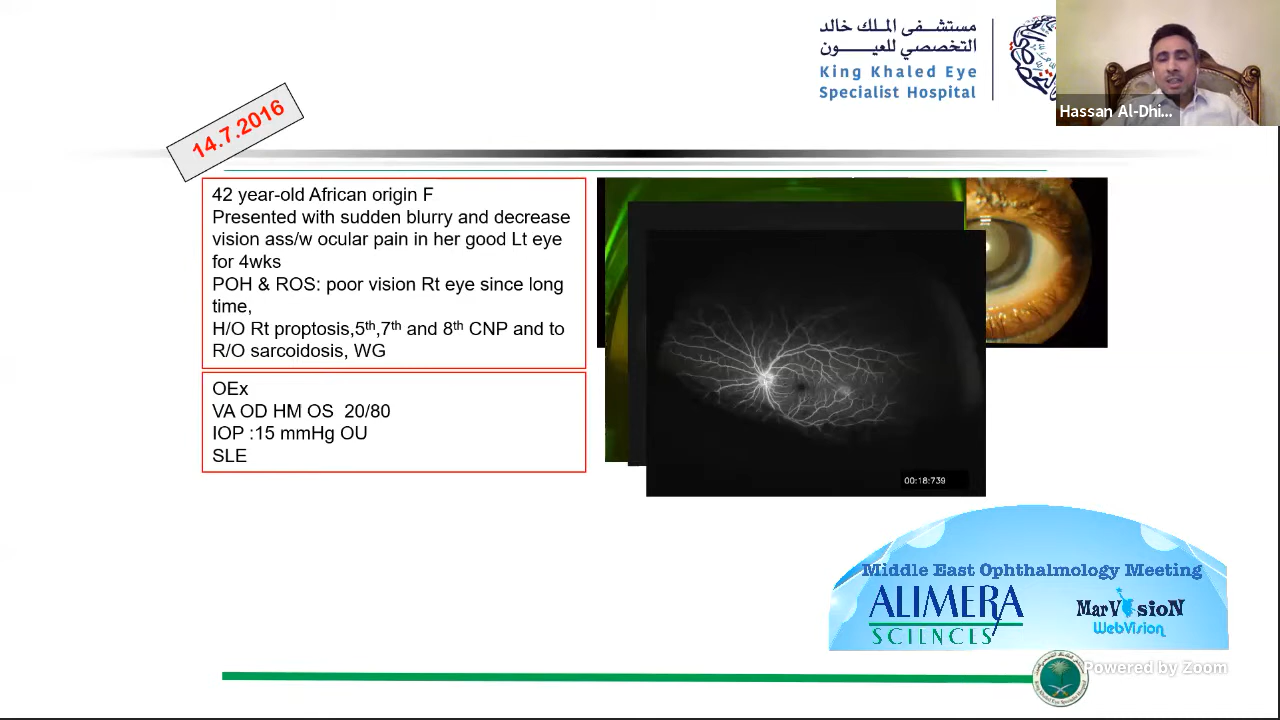 مستشفى الملك خالد
التخصصي للعيون
King Khaled Eye
Specialist Hospital
Hassan Al-Dhi...
14.7.2016
42 year-old African origin F
Presented with sudden blurry and decrease
vision ass/w ocular pain in her good Lt eye
for 4wks
POH & ROS: poor vision Rt eye since long
time,
H/O Rt proptosis,5th,7th and 8th CNP and to
R/O sarcoidosis, WG
OEx
VA OD HM OS 20/80
IOP :15 mmHg OU
SLE
00:18:739
Middle East Ophthalmology Meeting
ALIMERA
SCIENCES
MarVisioN
WebVision
Powered by Zoom